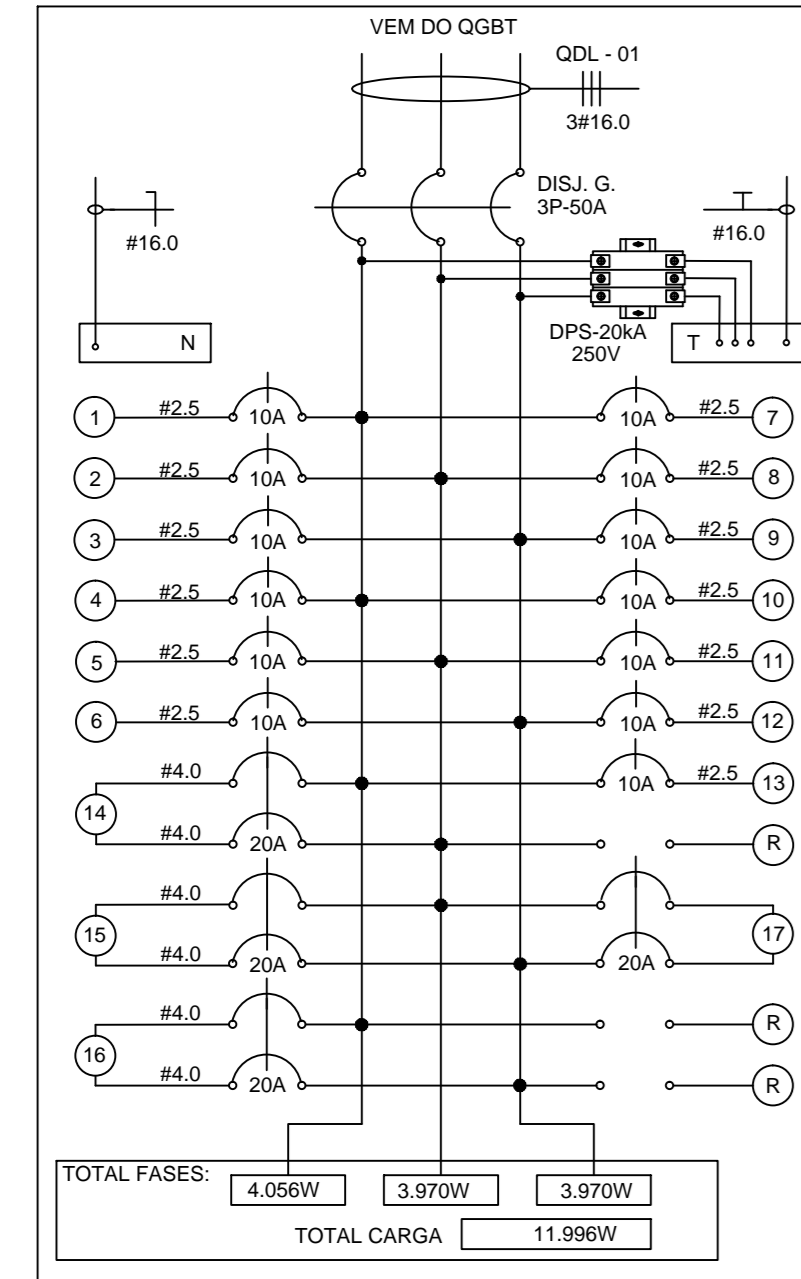 VEM DO QGBT
QDL - 01
3#16.0
DISJ. G.
3P-50A
#16.0
#16.0
DPS-20kA
250V
N
T
1 #2.5 10A 10A #2.5 7
2 #2.5 10A 10A #2.5 8
3 #2.5 10A 10A #2.5 9
4 #2.5 10A 10A #2.5 10
5 #2.5 10A 10A #2.5 11
6 #2.5 10A 10A #2.5 12
#4.0 10A #2.5 13
14
#4.0 20A R
#4.0
15 17
#4.0 20A 20A
#4.0 R
16
#4.0 20A R
TOTAL FASES:
4.056W 3.970W 3.970W
TOTAL CARGA 11.996W